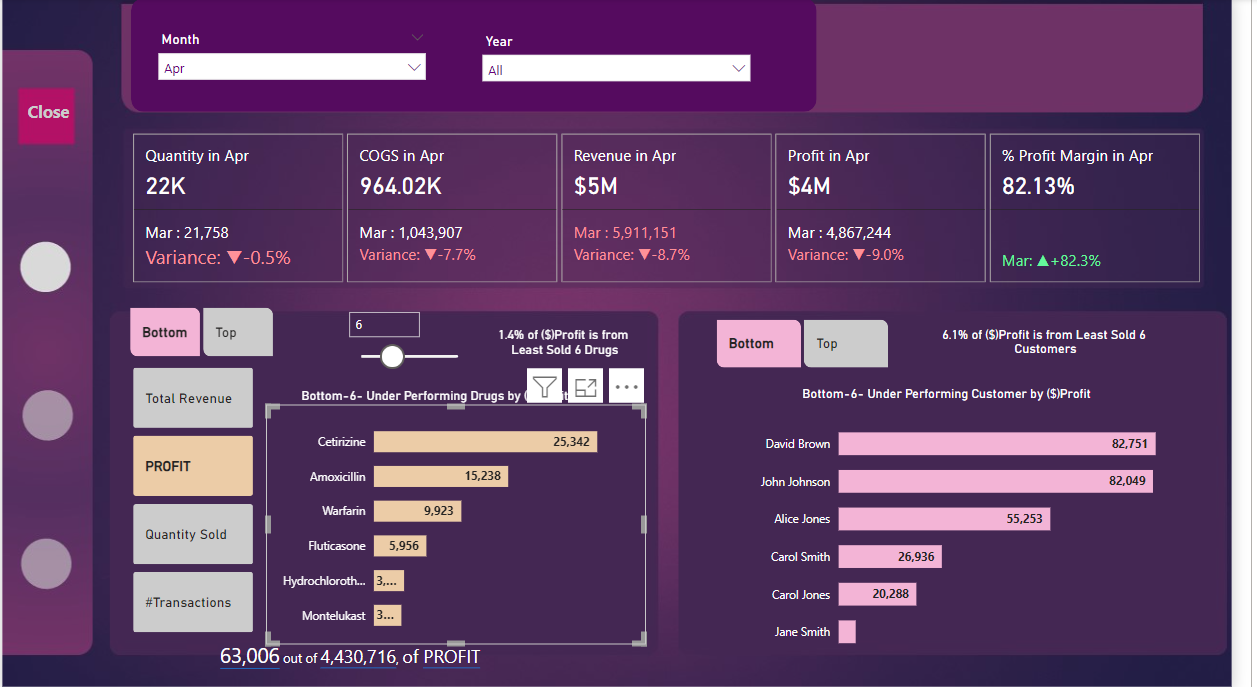 Month
Apr
Year
All
Close
Quantity in Apr
22K
Mar : 21,758
Variance: ▼-0.5%
COGS in Apr
964.02K
Mar : 1,043,907
Variance: ▼-7.7%
Revenue in Apr
$5M
Mar : 5,911,151
Variance: ▼-8.7%
Profit in Apr
$4M
Mar : 4,867,244
Variance: ▼-9.0%
% Profit Margin in Apr
82.13%
Mar: ▲+82.3%
Bottom
Top
6
1.4% of ($)Profit is from
Least Sold 6 Drugs
Total Revenue
PROFIT
Quantity Sold
#Transactions
Bottom-6- Under Performing Drugs by (
it
Cetirizine 25,342
Amoxicillin 15,238
Warfarin 9,923
Fluticasone 5,956
Hydrochloroth... 3,...
Montelukast 3...
63,006 out of 4,430,716, of PROFIT
Bottom
Top
6.1% of ($)Profit is from Least Sold 6
Customers
Bottom-6- Under Performing Customer by ($)Profit
David Brown 82,751
John Johnson 82,049
Alice Jones 55,253
Carol Smith 26,936
Carol Jones 20,288
Jane Smith